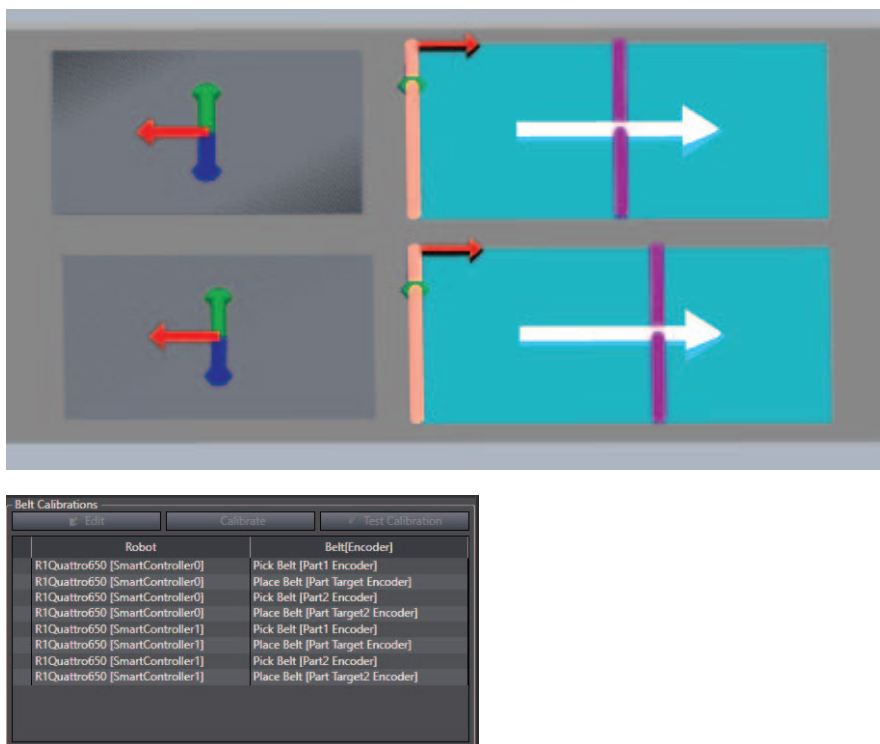 Belt Calibrations
Edit Calibrate Test Calibration
Robot Belt[Encoder]
R1Quattro650 [SmartController0] Pick Belt [Part1 Encoder]
R1Quattro650 [SmartController0] Place Belt [Part Target Encoder]
R1Quattro650 [SmartController0] Pick Belt [Part2 Encoder]
R1Quattro650 [SmartController0] Place Belt [Part Target2 Encoder]
R1Quattro650 [SmartController1] Pick Belt [Part1 Encoder]
R1Quattro650 [SmartController1] Place Belt [Part Target Encoder]
R1Quattro650 [SmartController1] Pick Belt [Part2 Encoder]
R1Quattro650 [SmartController1] Place Belt [Part Target2 Encoder]